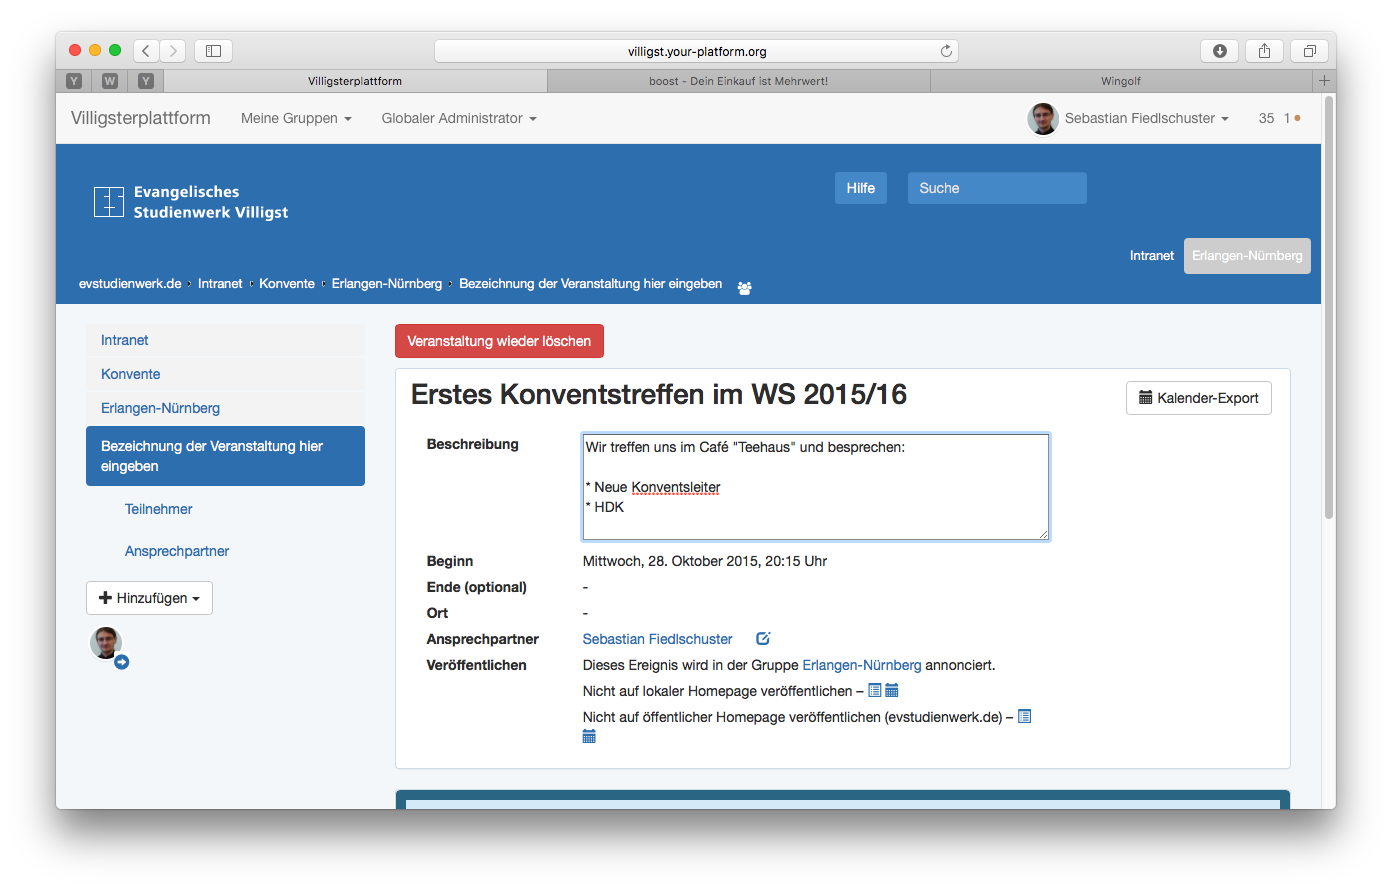 villigst.your-platform.org
Y W Y Villigsterplattform boost - Dein Einkauf ist Mehrwert! Wingolf
Villigsterplattform Meine Gruppen Globaler Administrator Sebastian Fiedlschuster 35 1
Evangelisches
Studienwerk Villigst
Hilfe Suche
Intranet Erlangen-Nürnberg
evstudienwerk.de › Intranet › Konvente › Erlangen-Nürnberg › Bezeichnung der Veranstaltung hier eingeben
Intranet
Konvente
Erlangen-Nürnberg
Bezeichnung der Veranstaltung hier
eingeben
Teilnehmer
Ansprechpartner
Hinzufügen
Veranstaltung wieder löschen
Erstes Konventstreffen im WS 2015/16
Kalender-Export
Beschreibung
Wir treffen uns im Café "Teehaus" und besprechen:
* Neue Konventsleiter
* HDK
Beginn Mittwoch, 28. Oktober 2015, 20:15 Uhr
Ende (optional) -
Ort -
Ansprechpartner Sebastian Fiedlschuster
Veröffentlichen Dieses Ereignis wird in der Gruppe Erlangen-Nürnberg annonciert.
Nicht auf lokaler Homepage veröffentlichen –
Nicht auf öffentlicher Homepage veröffentlichen (evstudienwerk.de) –